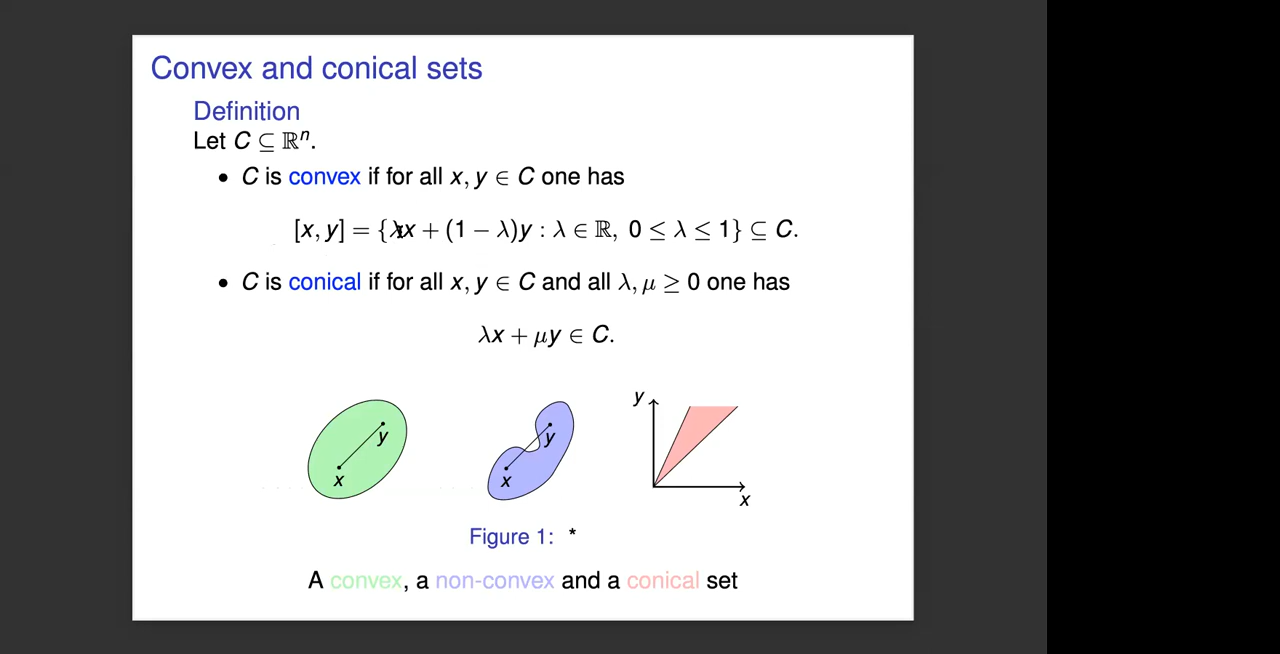 Convex and conical sets
Definition
Let C ⊆ ℝⁿ.
• C is convex if for all x, y ∈ C one has
[x, y] = {λx + (1 − λ)y : λ ∈ ℝ, 0 ≤ λ ≤ 1} ⊆ C.
• C is conical if for all x, y ∈ C and all λ, μ ≥ 0 one has
λx + μy ∈ C.
y
x
y
x
y
x
Figure 1: *
A convex, a non-convex and a conical set